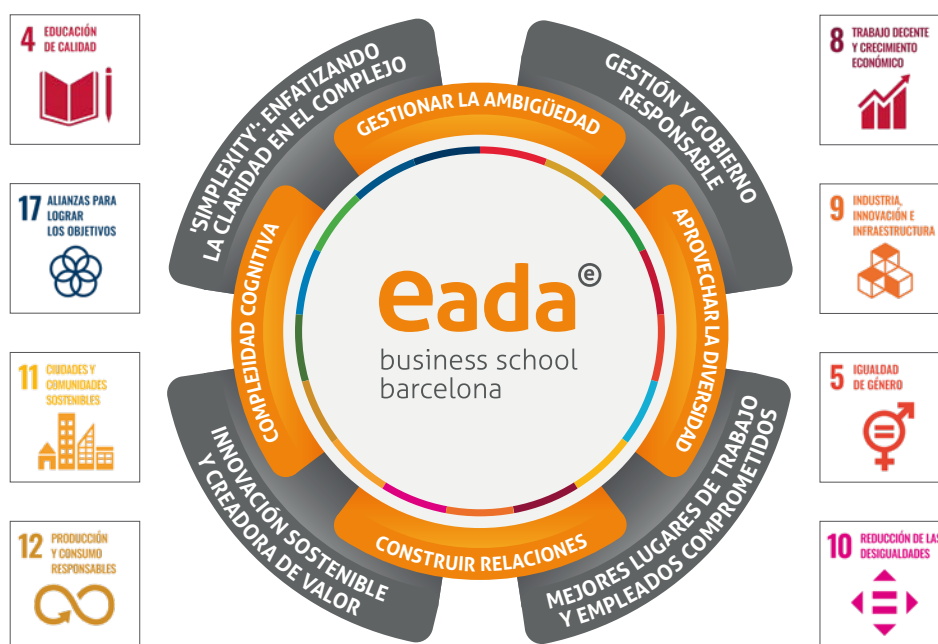 4 EDUCACIÓN
DE CALIDAD
17 ALIANZAS PARA
LOGRAR
LOS OBJETIVOS
11 CIUDADES Y
COMUNIDADES
SOSTENIBLES
12 PRODUCCIÓN
Y CONSUMO
RESPONSABLES
'SIMPLEXITY': ENFATIZANDO
LA CLARIDAD EN EL COMPLEJO
GESTIÓN Y GOBIERNO
RESPONSABLE
GESTIONAR LA AMBIGÜEDAD
COMPLEJIDAD COGNITIVA
APROVECHAR LA DIVERSIDAD
eada e
business school
barcelona
CONSTRUIR RELACIONES
INNOVACIÓN SOSTENIBLE
Y CREADORA DE VALOR
MEJORES LUGARES DE TRABAJO
Y EMPLEADOS COMPROMETIDOS
8 TRABAJO DECENTE
Y CRECIMIENTO
ECONÓMICO
9 INDUSTRIA,
INNOVACIÓN E
INFRAESTRUCTURA
5 IGUALDAD
DE GÉNERO
10 REDUCCIÓN DE LAS
DESIGUALDADES